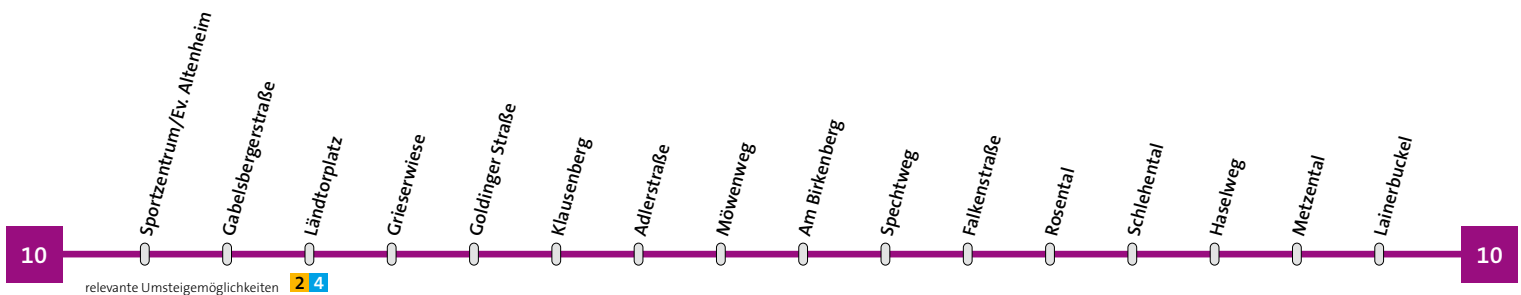 10
Sportzentrum/Ev. Altenheim
Gabelsbergerstraße
Ländtorplatz
Grieserwiese
Goldinger Straße
Klausenberg
Adlerstraße
Möwenweg
Am Birkenberg
Spechtweg
Falkenstraße
Rosental
Schlehental
Haselweg
Metzental
Lainerbuckel
10
relevante Umsteigemöglichkeiten 2 4